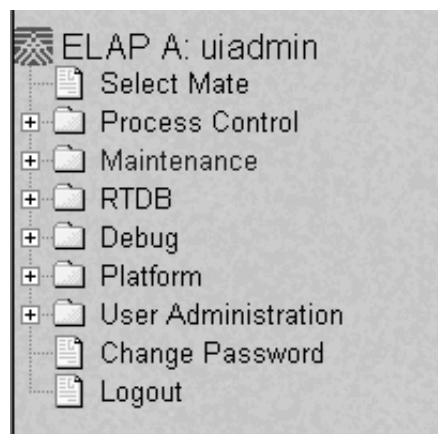 ELAP A: uiadmin
Select Mate
Process Control
Maintenance
RTDB
Debug
Platform
User Administration
Change Password
Logout